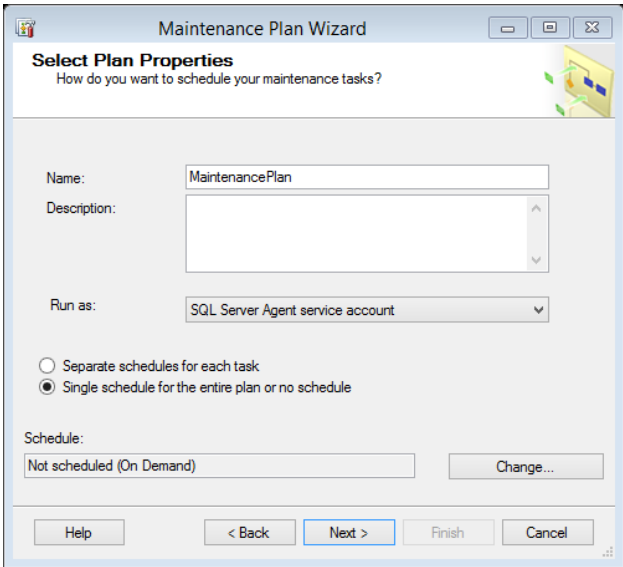 Maintenance Plan Wizard
Select Plan Properties
How do you want to schedule your maintenance tasks?
Name:
MaintenancePlan
Description:
Run as:
SQL Server Agent service account
Separate schedules for each task
Single schedule for the entire plan or no schedule
Schedule:
Not scheduled (On Demand)
Change...
Help
< Back
Next >
Finish
Cancel